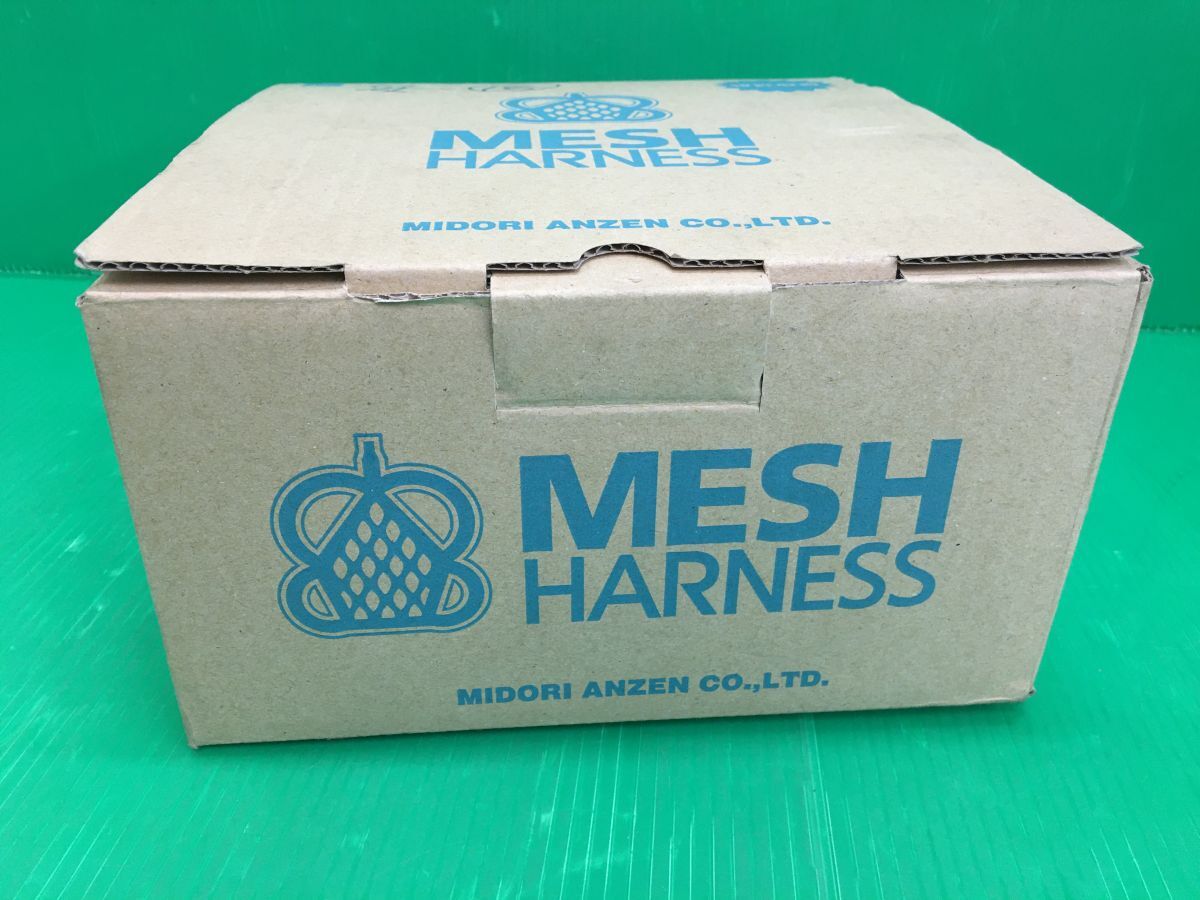 MESH
HARNESS
MIDORI ANZEN CO.,LTD.
MESH
HARNESS
MIDORI ANZEN CO.,LTD.